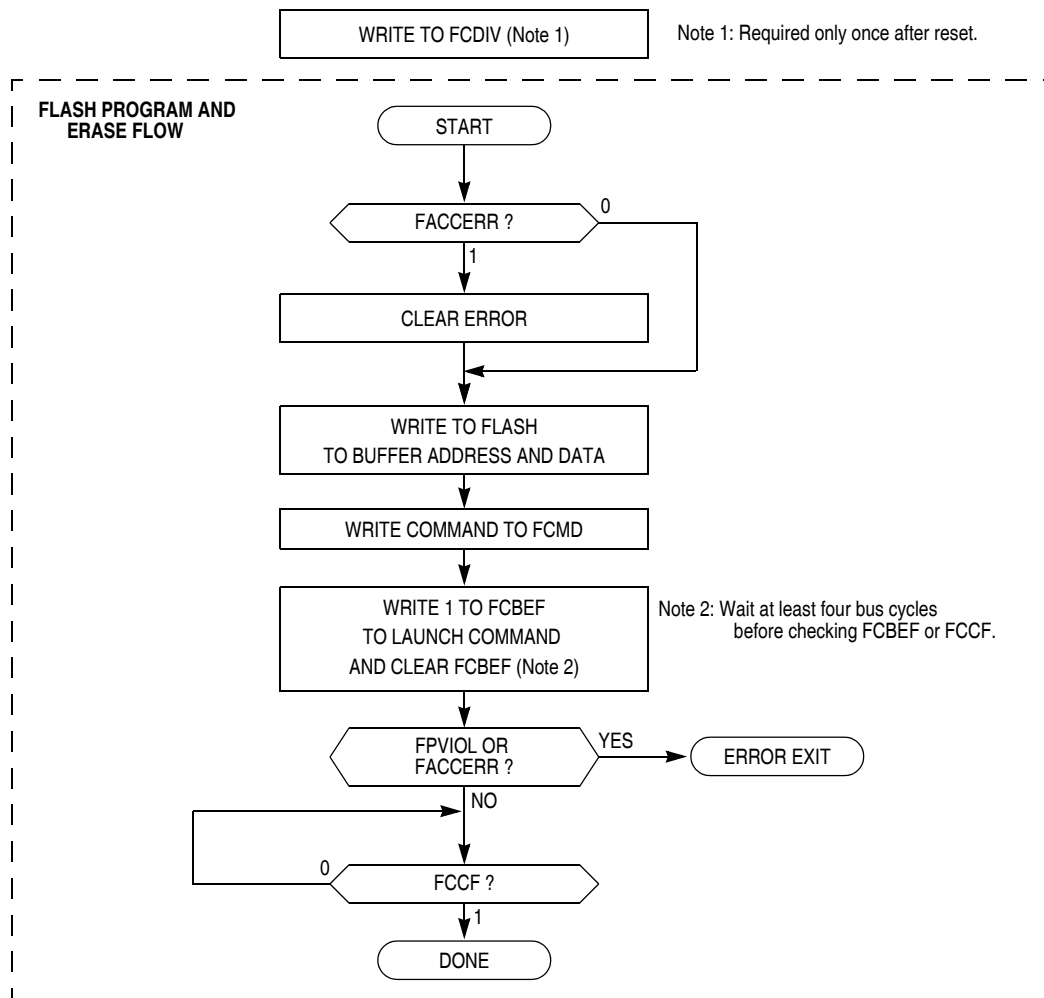 WRITE TO FCDIV (Note 1)
Note 1: Required only once after reset.
FLASH PROGRAM AND
ERASE FLOW
START
FACCERR ?
0
1
CLEAR ERROR
WRITE TO FLASH
TO BUFFER ADDRESS AND DATA
WRITE COMMAND TO FCMD
WRITE 1 TO FCBEF
TO LAUNCH COMMAND
AND CLEAR FCBEF (Note 2)
Note 2: Wait at least four bus cycles
before checking FCBEF or FCCF.
FPVIOL OR
FACCERR ?
YES
ERROR EXIT
NO
0
FCCF ?
1
DONE